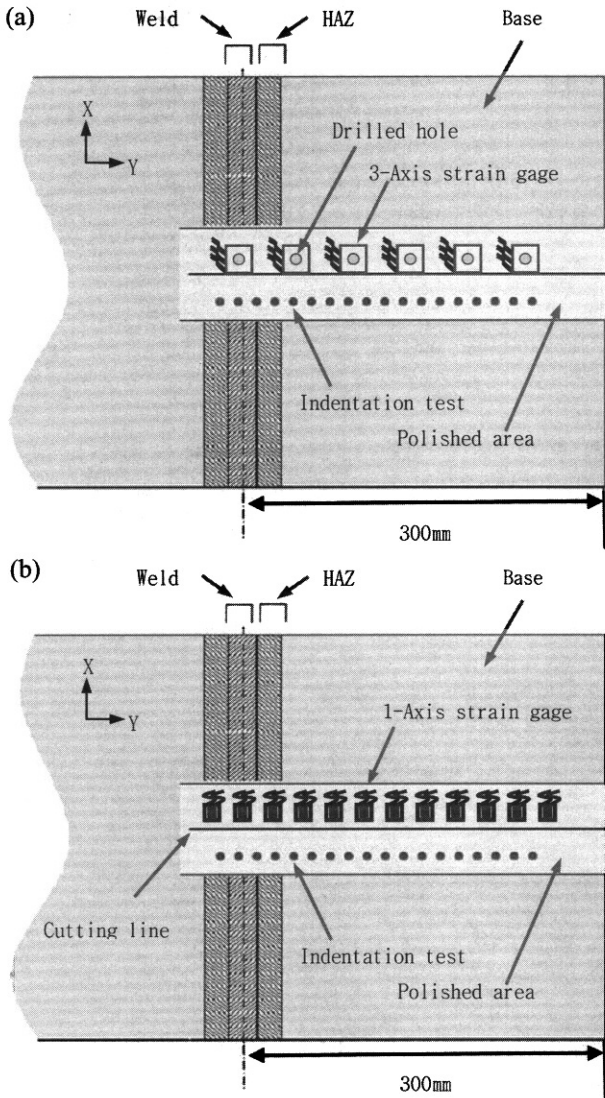 (a)
Weld
HAZ
Base
X
Y
Drilled hole
3-Axis strain gage
Indentation test
Polished area
300mm
(b)
Weld
HAZ
Base
X
Y
1-Axis strain gage
Cutting line
Indentation test
Polished area
300mm